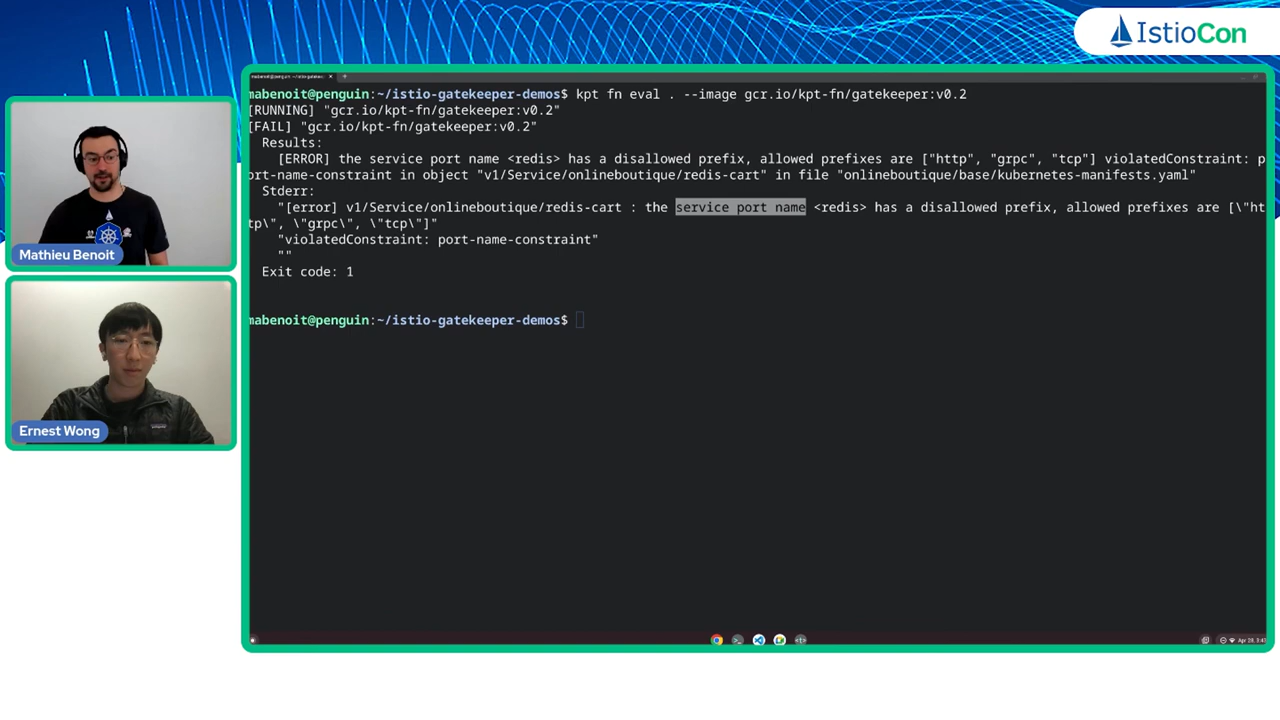 IstioCon
mabenoit@penguin:~/istio-gatekeeper-demos$ kpt fn eval . --image gcr.io/kpt-fn/gatekeeper:v0.2
[RUNNING] "gcr.io/kpt-fn/gatekeeper:v0.2"
[FAIL] "gcr.io/kpt-fn/gatekeeper:v0.2"
Results:
[ERROR] the service port name <redis> has a disallowed prefix, allowed prefixes are ["http", "grpc", "tcp"] violatedConstraint: p
ort-name-constraint in object "v1/Service/onlineboutique/redis-cart" in file "onlineboutique/base/kubernetes-manifests.yaml"
Stderr:
"[error] v1/Service/onlineboutique/redis-cart : the service port name <redis> has a disallowed prefix, allowed prefixes are [\"ht
tp\", \"grpc\", \"tcp\"]"
"violatedConstraint: port-name-constraint"
""
Exit code: 1
mabenoit@penguin:~/istio-gatekeeper-demos$
Mathieu Benoit
Ernest Wong